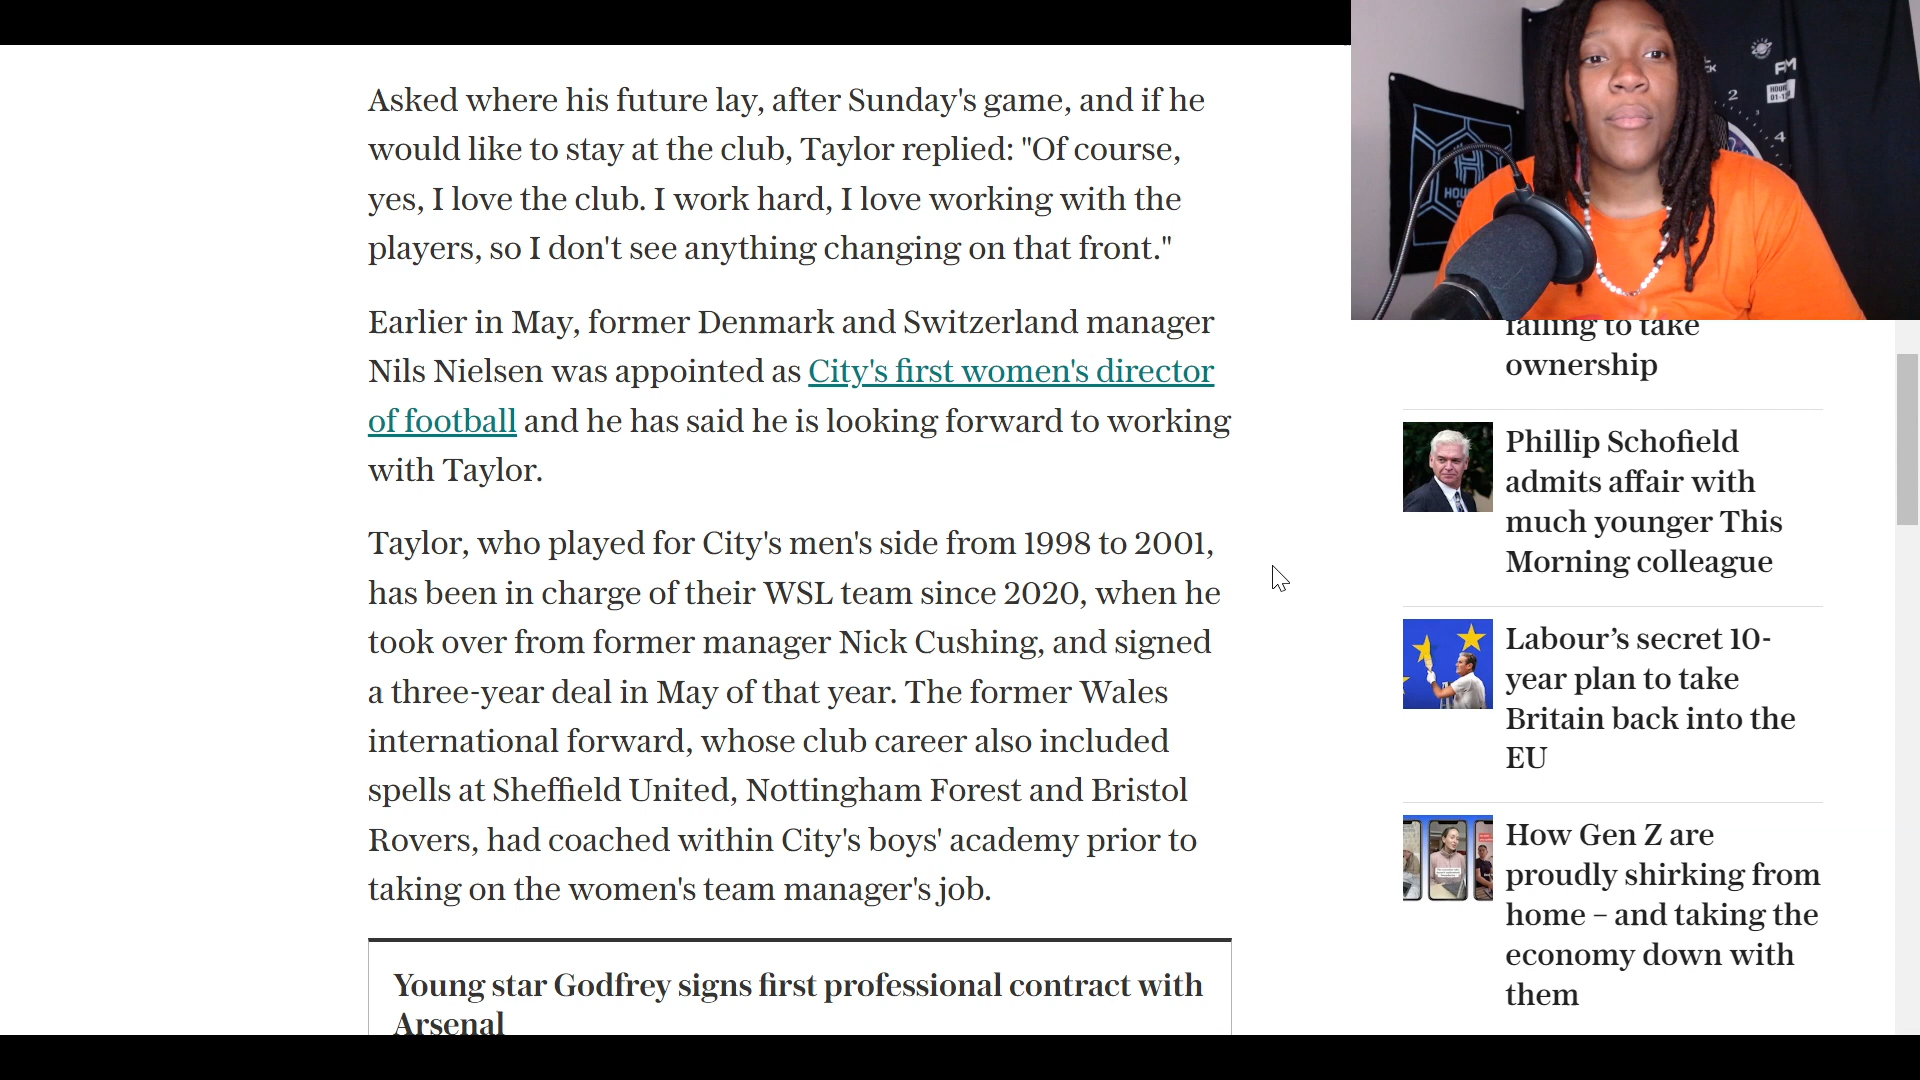 Asked where his future lay, after Sunday's game, and if he
would like to stay at the club, Taylor replied: "Of course,
yes, I love the club. I work hard, I love working with the
players, so I don't see anything changing on that front."
Earlier in May, former Denmark and Switzerland manager
Nils Nielsen was appointed as City's first women's director
of football and he has said he is looking forward to working
with Taylor.
Taylor, who played for City's men's side from 1998 to 2001,
has been in charge of their WSL team since 2020, when he
took over from former manager Nick Cushing, and signed
a three-year deal in May of that year. The former Wales
international forward, whose club career also included
spells at Sheffield United, Nottingham Forest and Bristol
Rovers, had coached within City's boys' academy prior to
taking on the women's team manager's job.
Young star Godfrey signs first professional contract with
Arsenal
failing to take
ownership
Phillip Schofield
admits affair with
much younger This
Morning colleague
Labour’s secret 10-
year plan to take
Britain back into the
EU
How Gen Z are
proudly shirking from
home – and taking the
economy down with
them
2
4